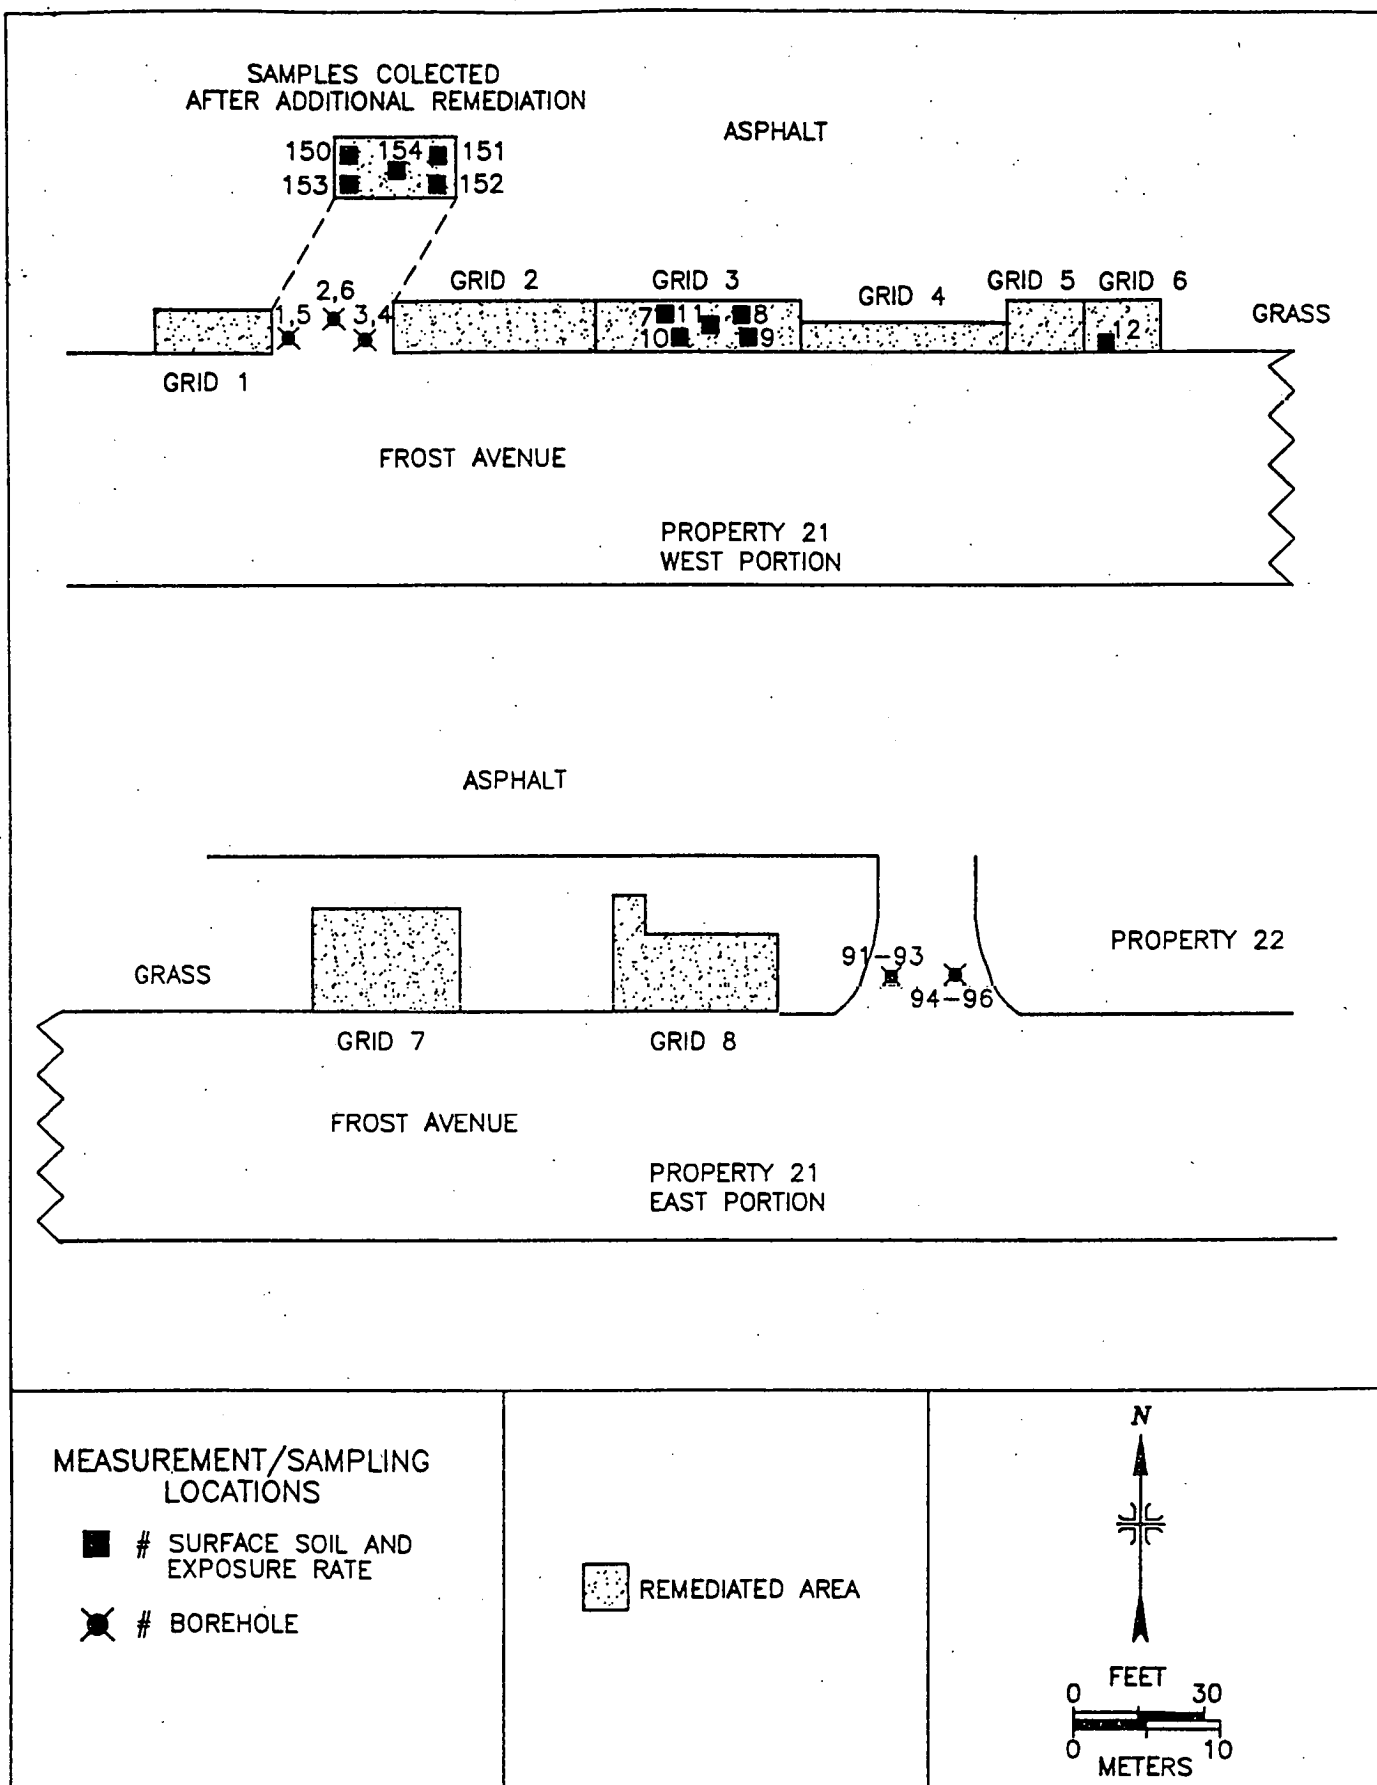 SAMPLES COLECTED
AFTER ADDITIONAL REMEDIATION
ASPHALT
150 154 151
153 152
GRID 2 GRID 3 GRID 5 GRID 6
GRID 4
2,6
1,5 3,4
7 11 8
10 9
12
GRASS
GRID 1
FROST AVENUE
PROPERTY 21
WEST PORTION
ASPHALT
91-93
94-96
PROPERTY 22
GRASS
GRID 7 GRID 8
FROST AVENUE
PROPERTY 21
EAST PORTION
MEASUREMENT/SAMPLING
LOCATIONS
# SURFACE SOIL AND
EXPOSURE RATE
# BOREHOLE
REMEDIATED AREA
N
FEET
0 30
0 10
METERS